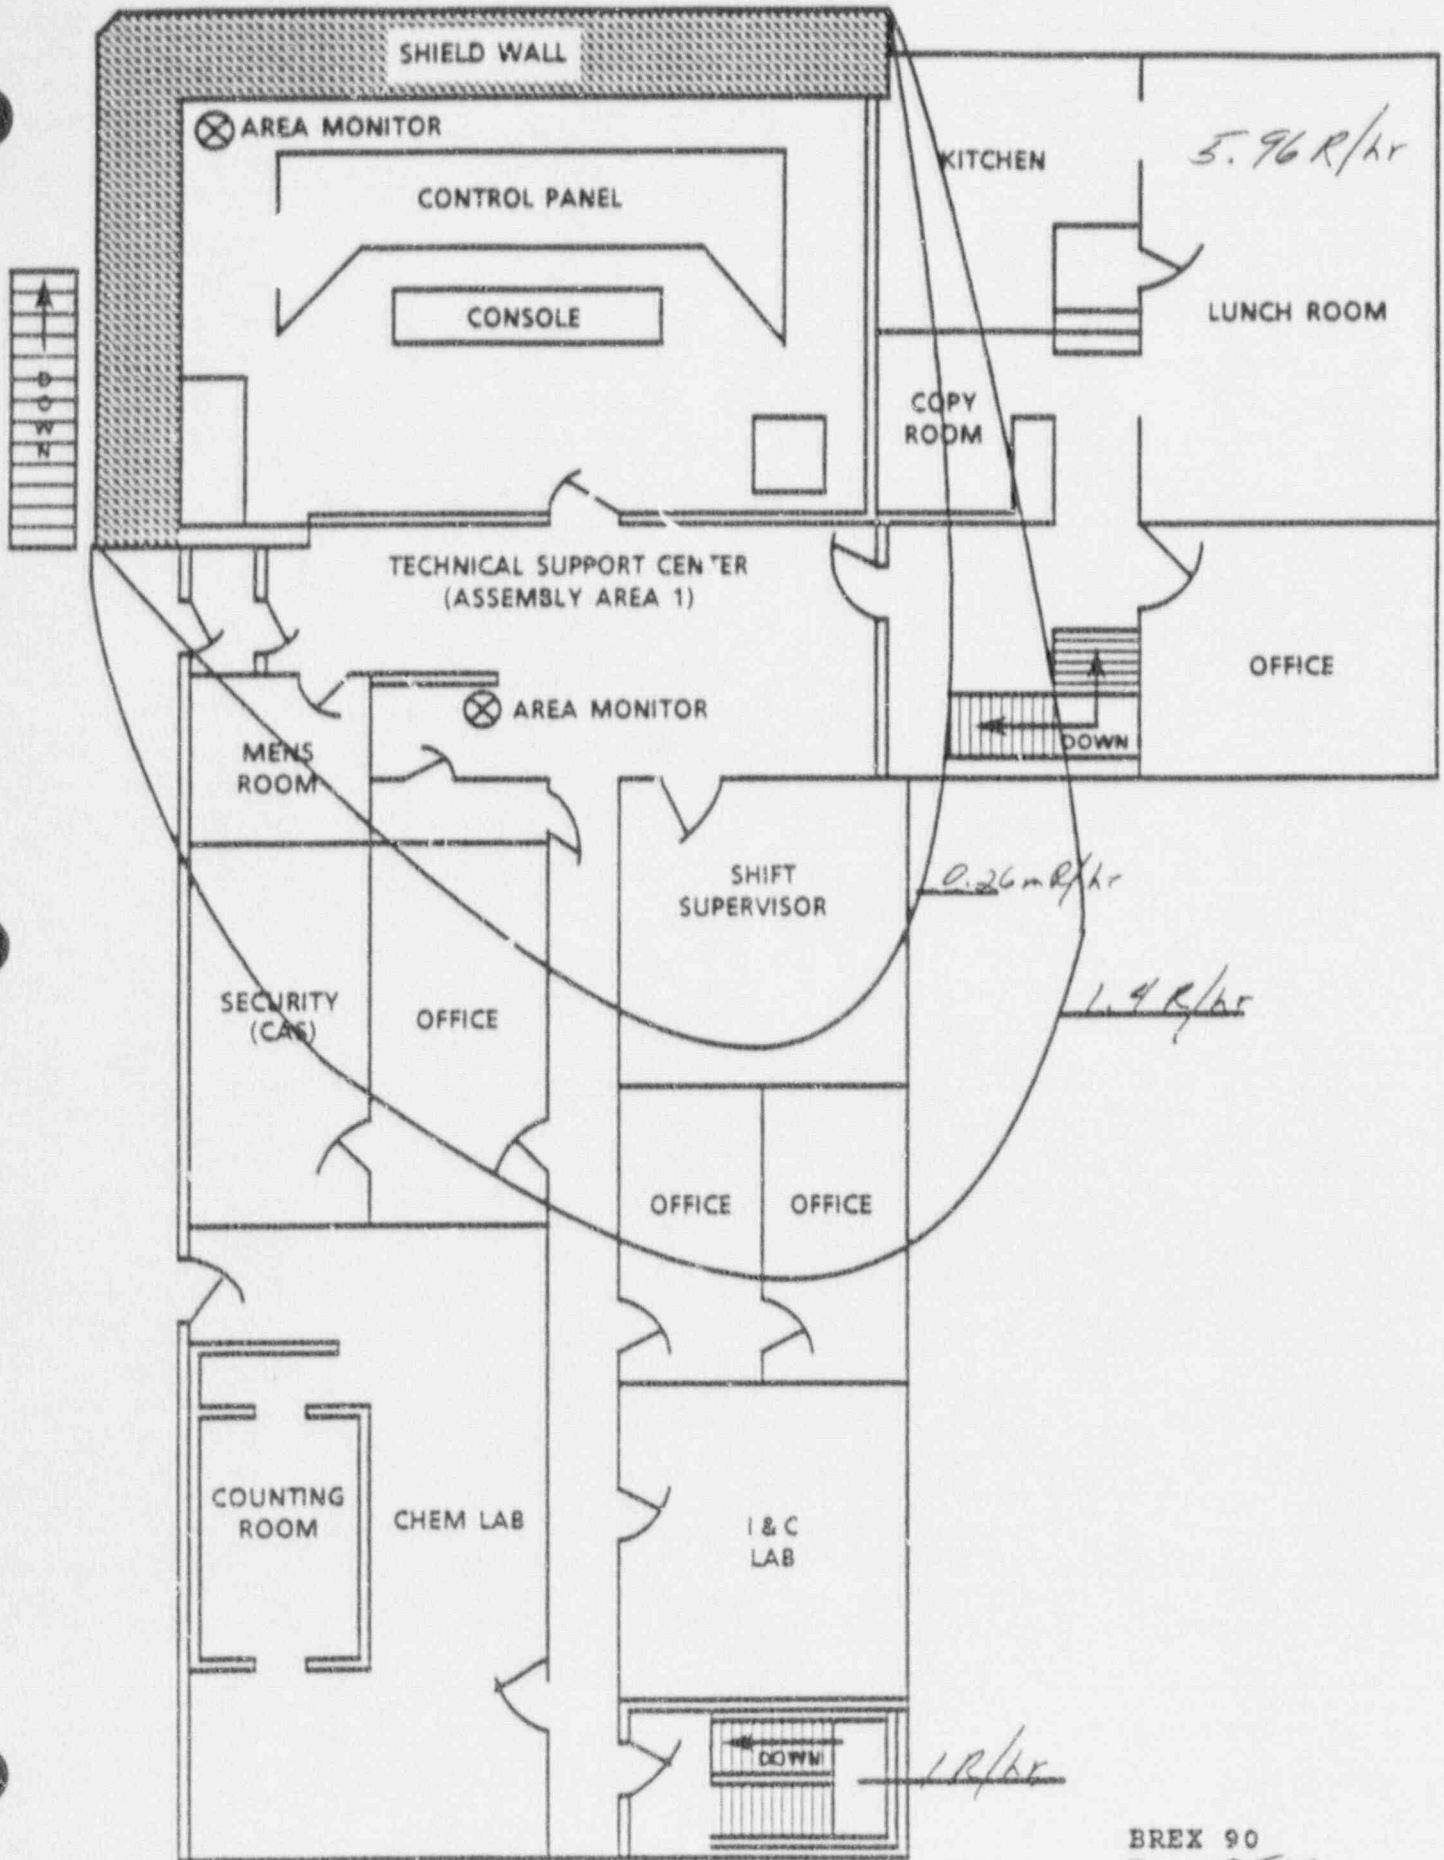 SHIELD WALL
AREA MONITOR
CONTROL PANEL
KITCHEN
5.96 R/hr
CONSOLE
LUNCH ROOM
DOWN
COPY
ROOM
TECHNICAL SUPPORT CENTER
(ASSEMBLY AREA 1)
OFFICE
AREA MONITOR
DOWN
MENS
ROOM
SHIFT
SUPERVISOR
0.26 mR/hr
SECURITY
(CAS)
OFFICE
1.4 R/hr
OFFICE
OFFICE
COUNTING
ROOM
CHEM LAB
I & C
LAB
DOWN
1 R/hr
BREX 90